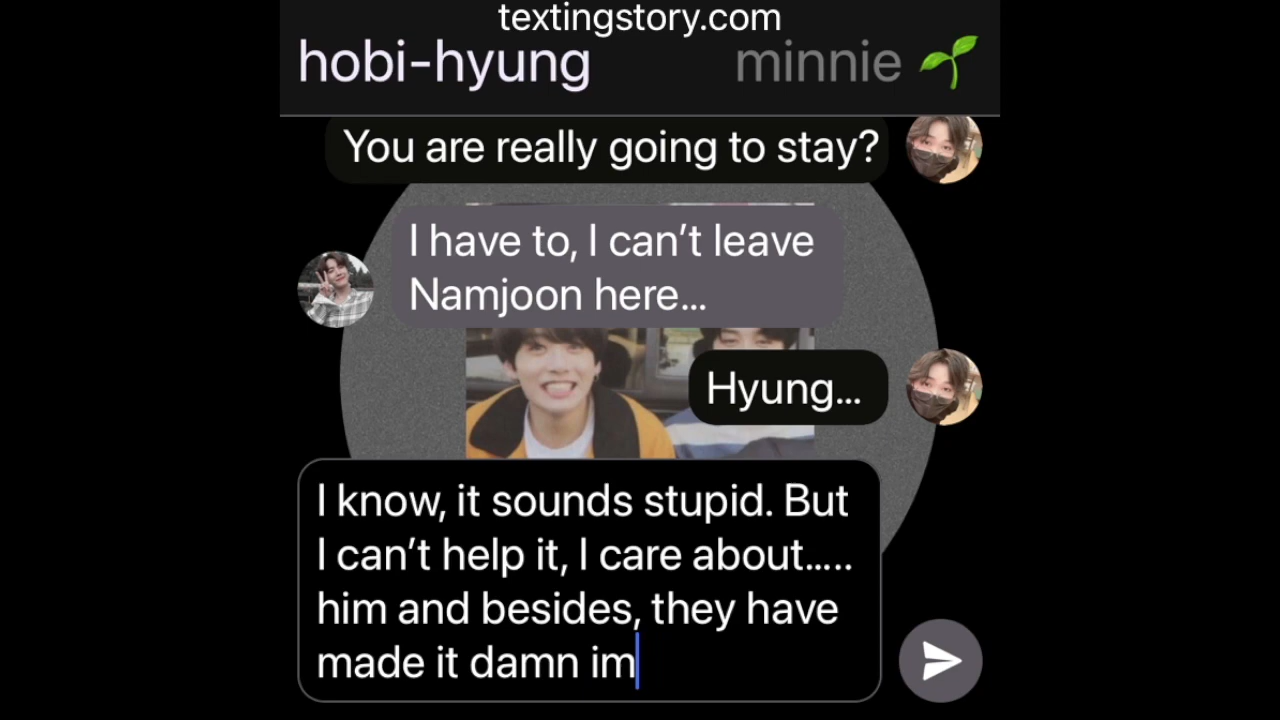 textingstory.com
hobi-hyung minnie 🌱
You are really going to stay?
I have to, I can’t leave
Namjoon here...
Hyung...
I know, it sounds stupid. But
I can’t help it, I care about.....
him and besides, they have
made it damn im